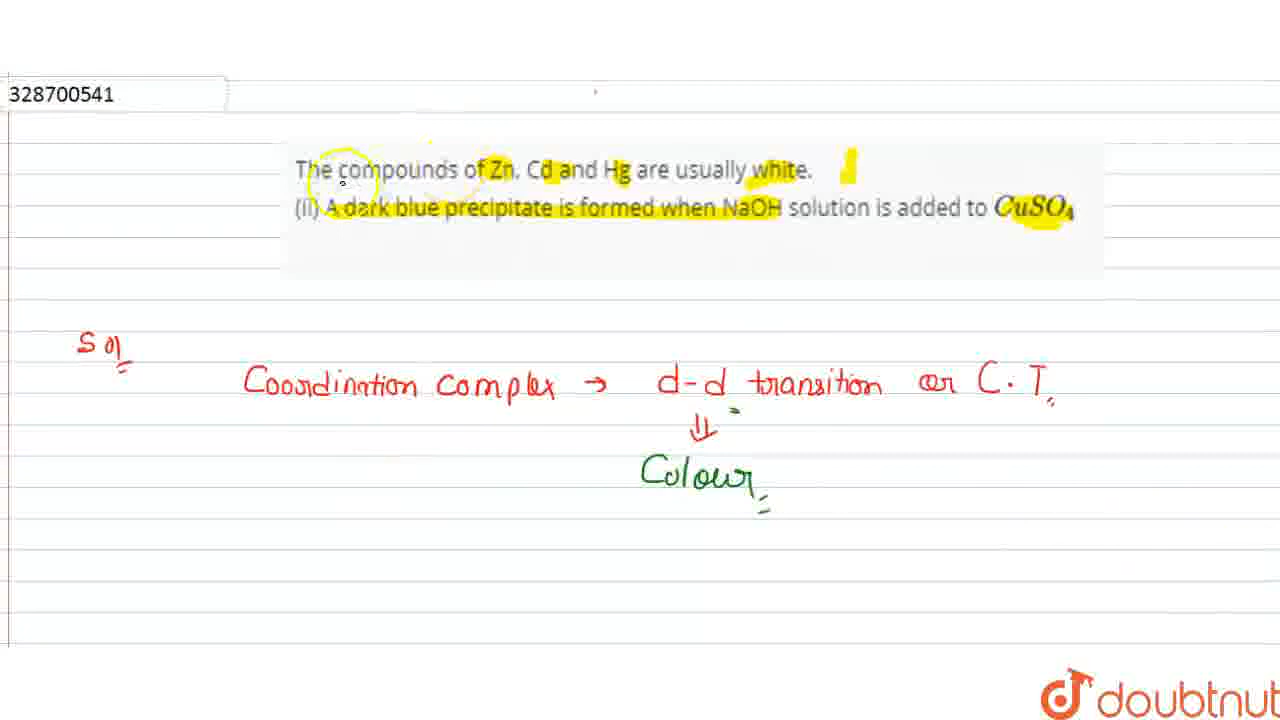 328700541
The compounds of Zn. Cd and Hg are usually white.
(II) A dark blue precipitate is formed when NaOH solution is added to CuSO₄
Sol
Coordination complex → d-d transition or C.T.
⇓
Colour
doubtnut